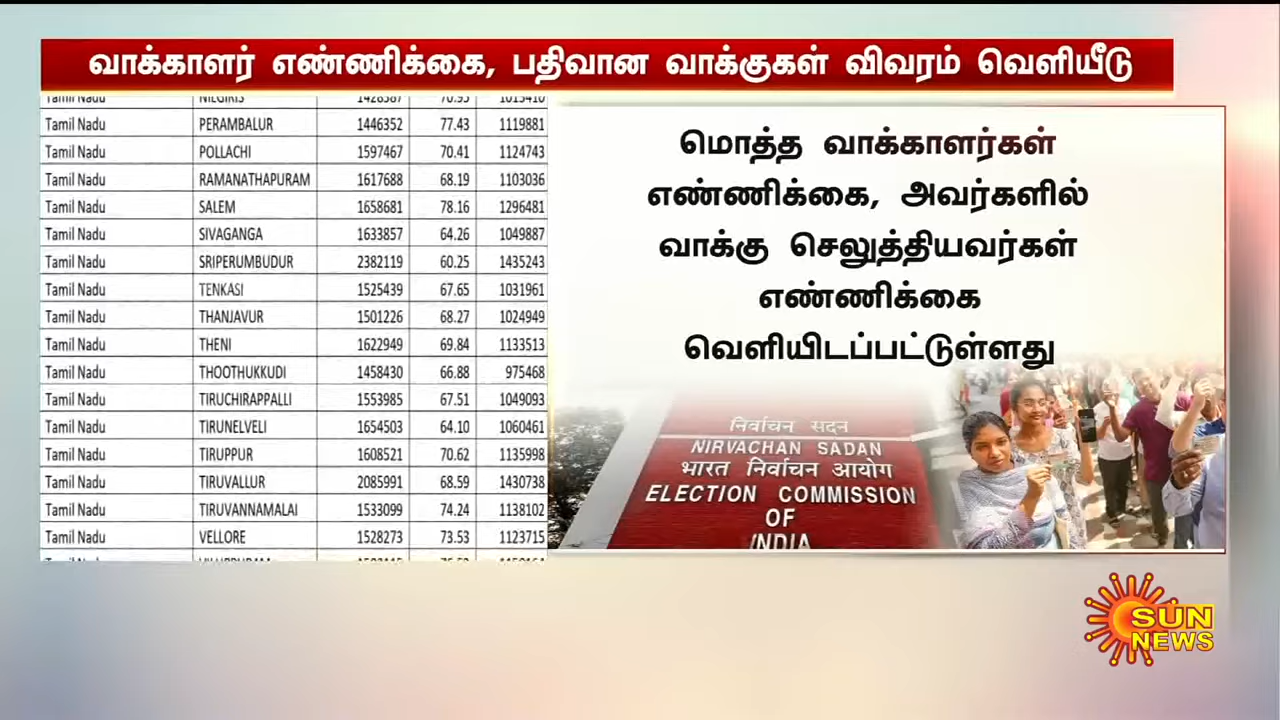 வாக்காளர் எண்ணிக்கை, பதிவான வாக்குகள் விவரம் வெளியீடு
Tamil Nadu NILGIRIS 1428387 70.95 1013410
Tamil Nadu PERAMBALUR 1446352 77.43 1119881
Tamil Nadu POLLACHI 1597467 70.41 1124743
Tamil Nadu RAMANATHAPURAM 1617688 68.19 1103036
Tamil Nadu SALEM 1658681 78.16 1296481
Tamil Nadu SIVAGANGA 1633857 64.26 1049887
Tamil Nadu SRIPERUMBUDUR 2382119 60.25 1435243
Tamil Nadu TENKASI 1525439 67.65 1031961
Tamil Nadu THANJAVUR 1501226 68.27 1024949
Tamil Nadu THENI 1622949 69.84 1133513
Tamil Nadu THOOTHUKKUDI 1458430 66.88 975468
Tamil Nadu TIRUCHIRAPPALLI 1553985 67.51 1049093
Tamil Nadu TIRUNELVELI 1654503 64.10 1060461
Tamil Nadu TIRUPPUR 1608521 70.62 1135998
Tamil Nadu TIRUVALLUR 2085991 68.59 1430738
Tamil Nadu TIRUVANNAMALAI 1533099 74.24 1138102
Tamil Nadu VELLORE 1528273 73.53 1123715
மொத்த வாக்காளர்கள்
எண்ணிக்கை, அவர்களில்
வாக்கு செலுத்தியவர்கள்
எண்ணிக்கை
வெளியிடப்பட்டுள்ளது
निर्वाचन सदन
NIRVACHAN SADAN
भारत निर्वाचन आयोग
ELECTION COMMISSION
OF
INDIA
SUN
NEWS